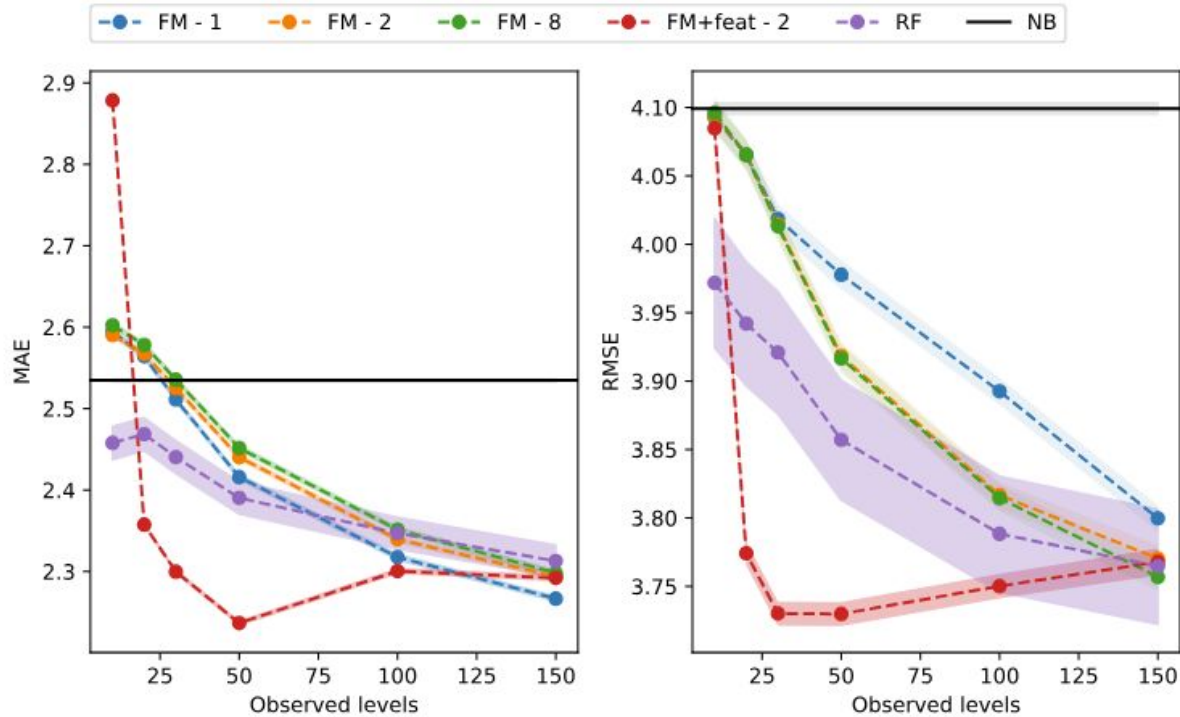 FM - 1 FM - 2 FM - 8 FM+feat - 2 RF NB
MAE
2.9
2.8
2.7
2.6
2.5
2.4
2.3
25 50 75 100 125 150
Observed levels
RMSE
4.10
4.05
4.00
3.95
3.90
3.85
3.80
3.75
25 50 75 100 125 150
Observed levels